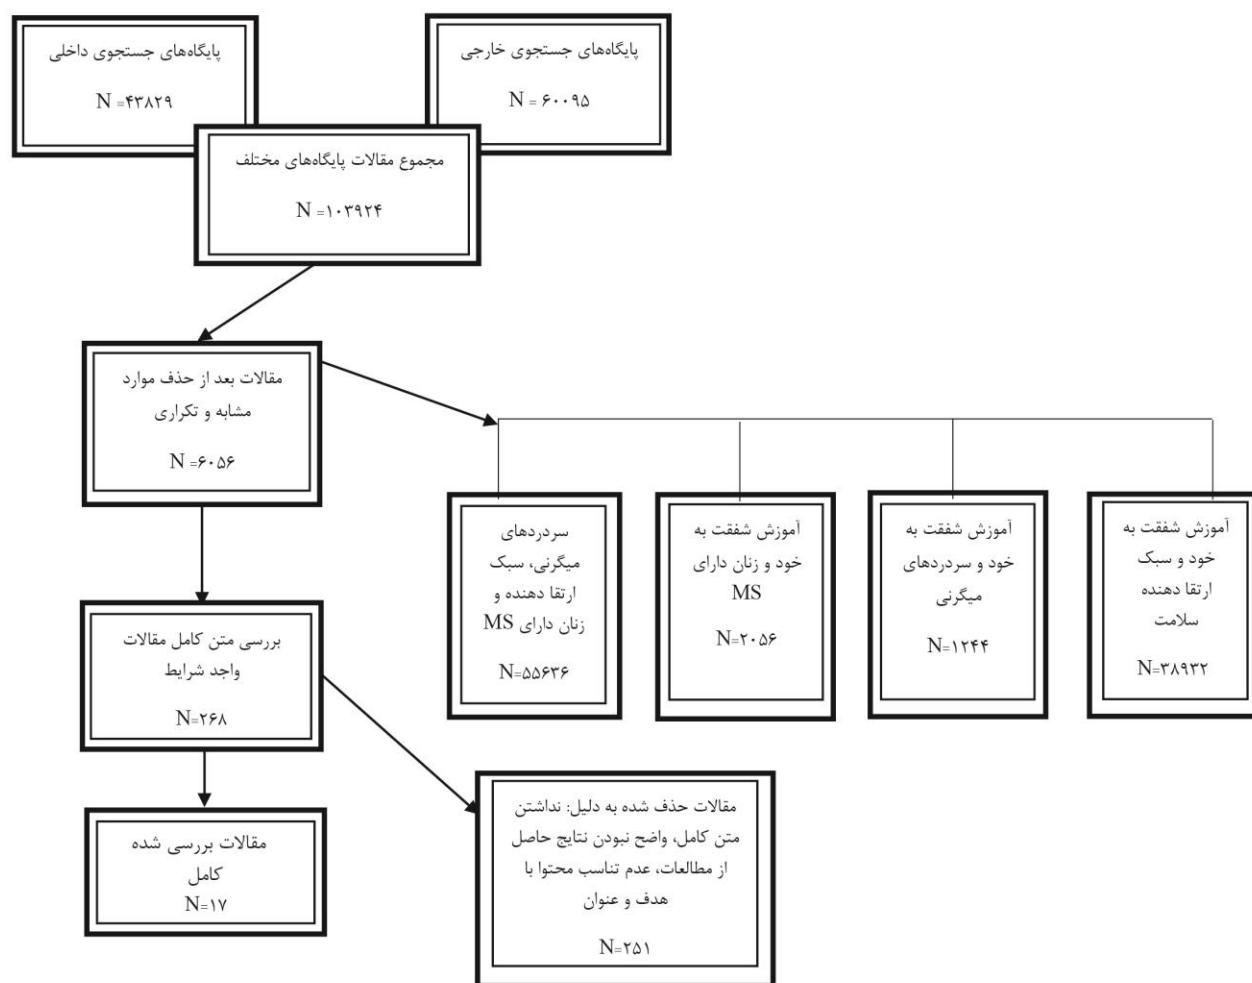 پایگاه‌های جستجوی داخلی
N =۴۳۸۲۹
پایگاه‌های جستجوی خارجی
N = ۶۰۰۹۵
مجموع مقالات پایگاه‌های مختلف
N =۱۰۳۹۲۴
مقالات بعد از حذف موارد
مشابه و تکراری
N =۶۰۵۶
سردردهای
میگرنی، سبک
ارتقا دهنده و
زنان دارای MS
N=۵۵۶۳۶
آموزش شفقت به
خود و زنان دارای
MS
N=۲۰۵۶
آموزش شفقت به
خود و سردردهای
میگرنی
N=۱۲۴۴
آموزش شفقت به
خود و سبک
ارتقا دهنده
سلامت
N=۳۸۹۳۲
بررسی متن کامل مقالات
واجد شرایط
N=۲۶۸
مقالات حذف شده به دلیل: نداشتن
متن کامل، واضح نبودن نتایج حاصل
از مطالعات، عدم تناسب محتوا با
هدف و عنوان
N=۲۵۱
مقالات بررسی شده
کامل
N=۱۷